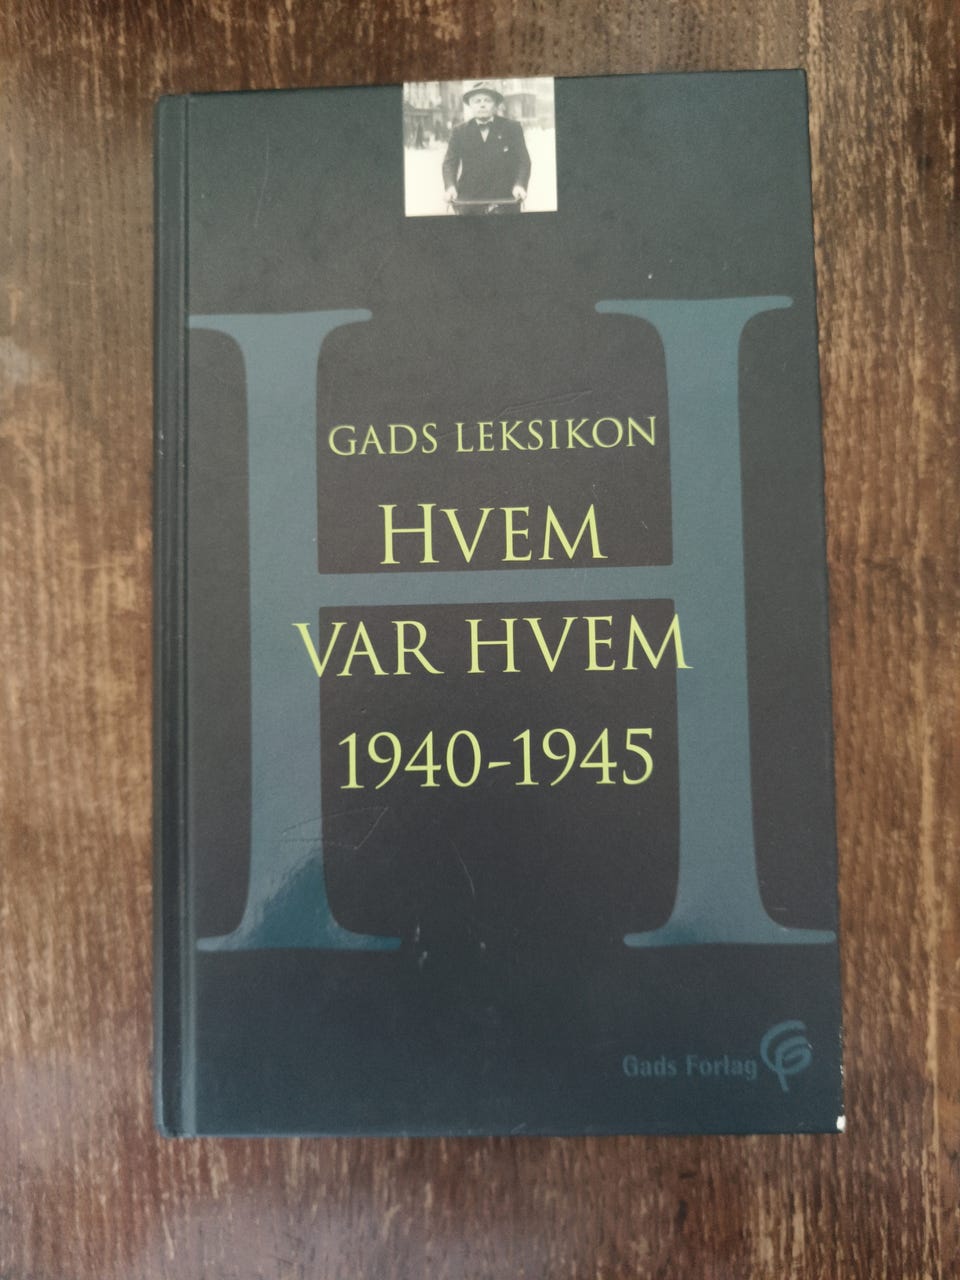 GADS LEKSIKON
HVEM
VAR HVEM
1940-1945
Gads Forlag